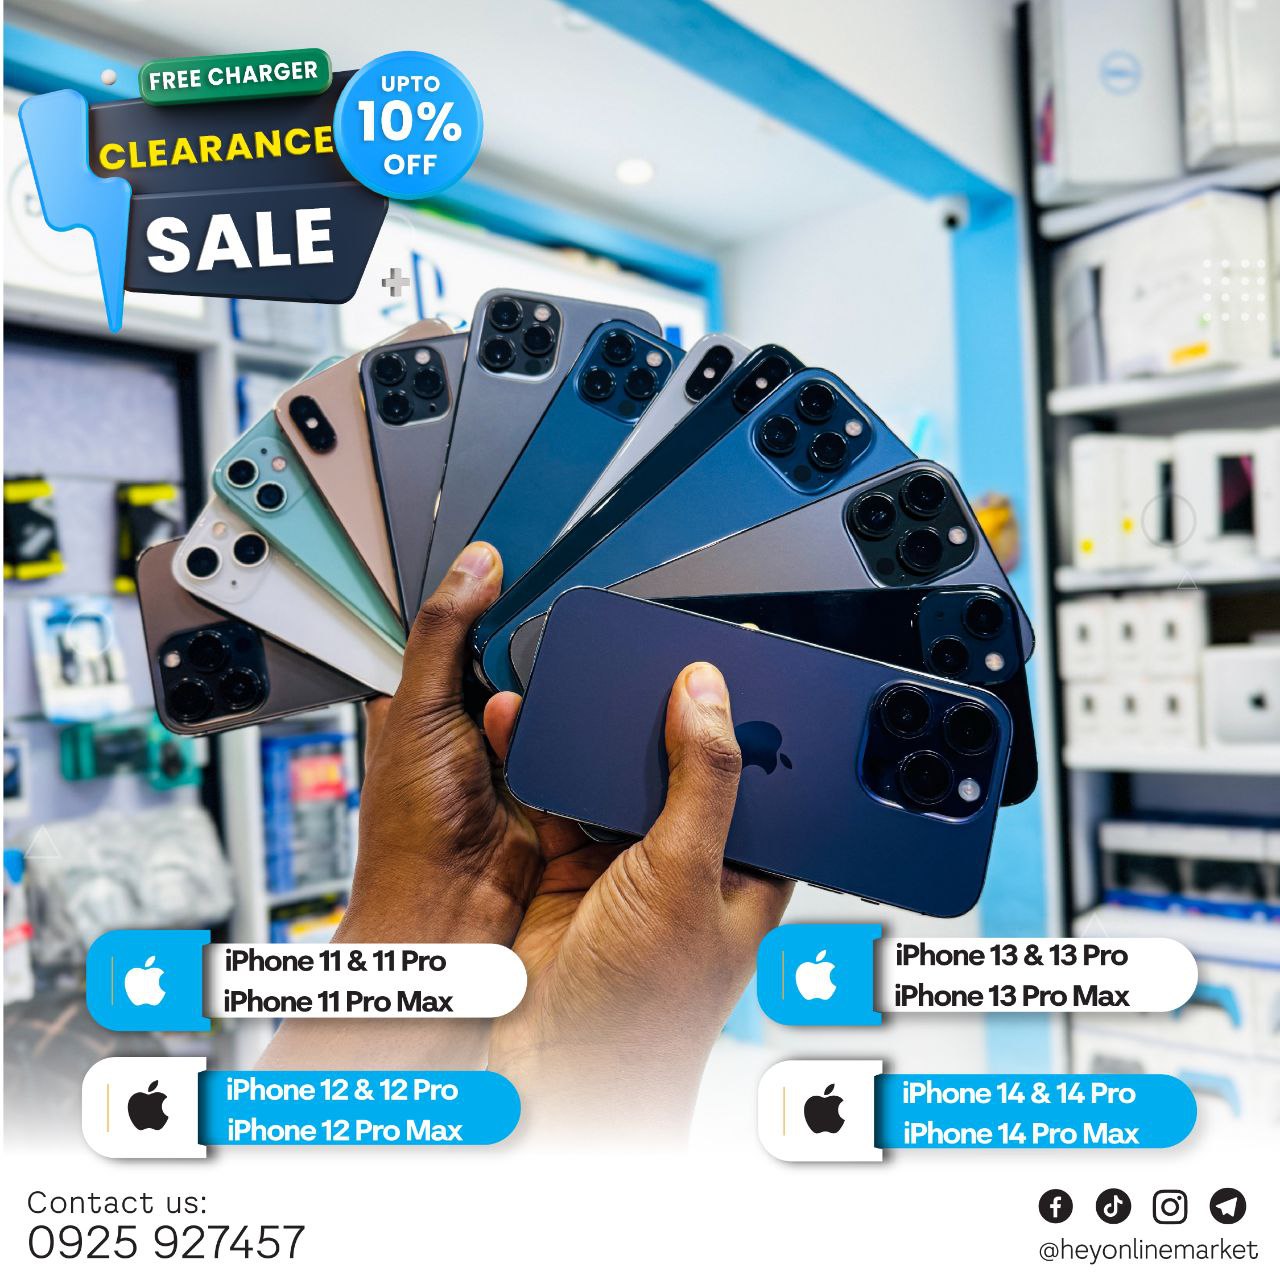 FREE CHARGER
CLEARANCE
SALE
UPTO
10%
OFF
iPhone 11 & 11 Pro
iPhone 11 Pro Max
iPhone 13 & 13 Pro
iPhone 13 Pro Max
iPhone 12 & 12 Pro
iPhone 12 Pro Max
iPhone 14 & 14 Pro
iPhone 14 Pro Max
Contact us:
0925 927457
@heyonlinemarket